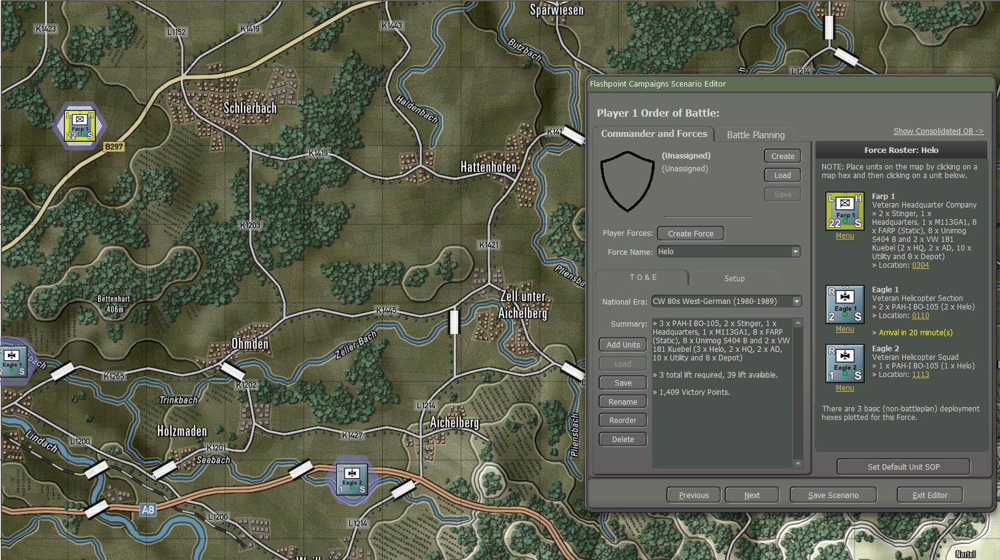 Sparwiesen
K1423
L1152
K1419
K1443
Butzbach
L1214
Schlierbach
Haldenbach
L H
Farp 1
22 S
B297
K1419
Hattenhofen
K1203
K1421
Bettenhart
406m
K1445
Zell unter
Aichelberg
Ohmden
Zeller Bach
R
Eagle 1
2 S
K1265
K1202
Trinkbach
L1214
Holzmaden
Aichelberg
Pliensbach
Lindach
L1200
K1427
K1201
Seebach
R
Eagle 2
1 S
A8
L1200
L1214
Nortel
Flashpoint Campaigns Scenario Editor
Player 1 Order of Battle:
Commander and Forces
Battle Planning
Show Consolidated OB ->
(Unassigned)
(Unassigned)
Create
Load
Save
Player Forces:
Create Force
Force Name:
Helo
T O & E
Setup
National Era:
CW 80s West-German (1980-1989)
Summary:
» 3 x PAH-I BO-105, 2 x Stinger, 1 x
Headquarters, 1 x M113GA1, 8 x FARP
(Static), 8 x Unimog S404 B and 2 x VW
181 Kuebel (3 x Helo, 2 x HQ, 2 x AD,
10 x Utility and 8 x Depot)
» 3 total lift required, 39 lift available.
» 1,409 Victory Points.
Add Units
Load
Save
Rename
Reorder
Delete
Force Roster: Helo
NOTE: Place units on the map by clicking on a
map hex and then clicking on a unit below.
L H
Farp 1
22 S
Menu
Farp 1
Veteran Headquarter Company
» 2 x Stinger, 1 x
Headquarters, 1 x M113GA1, 8
x FARP (Static), 8 x Unimog
S404 B and 2 x VW 181
Kuebel (2 x HQ, 2 x AD, 10 x
Utility and 8 x Depot)
» Location: 0304
R
Eagle 1
2 S
Menu
Eagle 1
Veteran Helicopter Section
» 2 x PAH-I BO-105 (2 x Helo)
» Location: 0110
» Arrival in 20 minute(s)
R
Eagle 2
1 S
Menu
Eagle 2
Veteran Helicopter Squad
» 1 x PAH-I BO-105 (1 x Helo)
» Location: 1113
There are 3 basic (non-battleplan) deployment
hexes plotted for this Force.
Set Default Unit SOP
Previous
Next
Save Scenario
Exit Editor